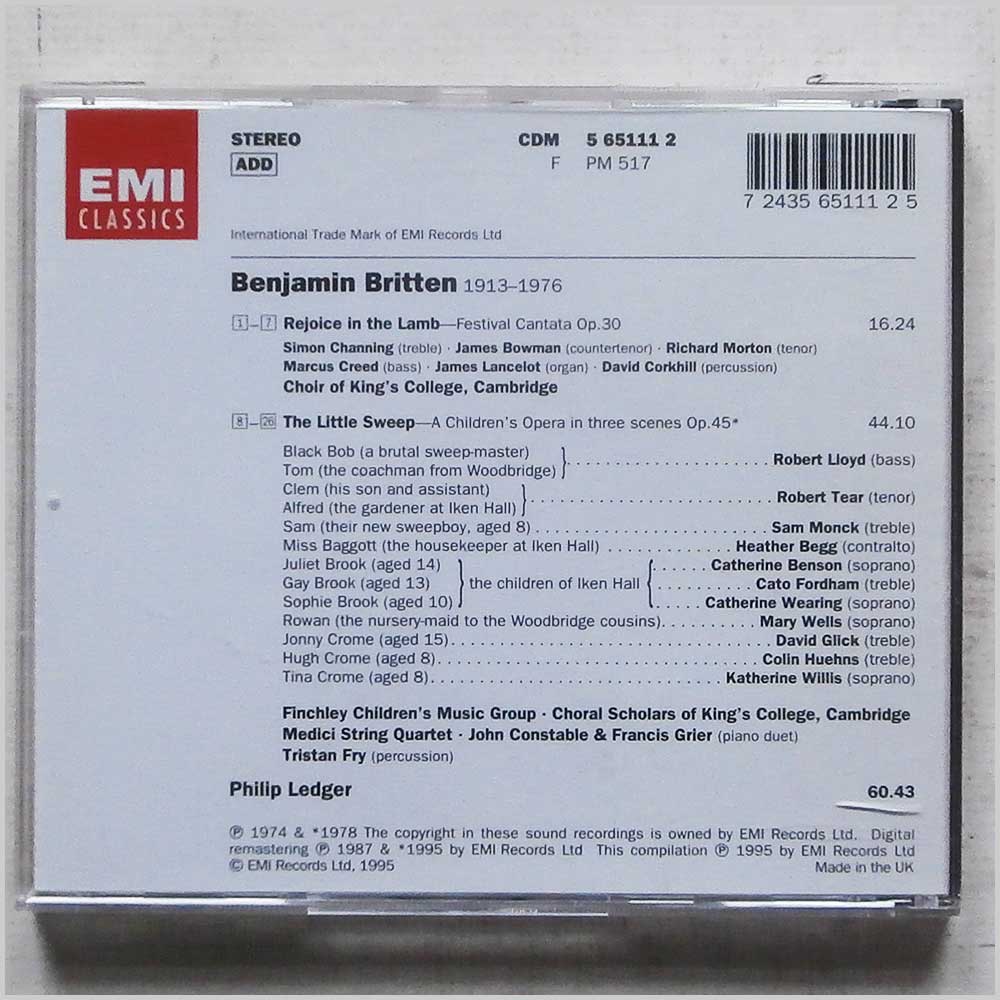 EMI
CLASSICS
STEREO
ADD
CDM 5 65111 2
F PM 517
7 24356 65111 2 5
International Trade Mark of EMI Records Ltd
Benjamin Britten 1913–1976
1–7 Rejoice in the Lamb—Festival Cantata Op.30 16.24
Simon Channing (treble) · James Bowman (countertenor) · Richard Morton (tenor)
Marcus Creed (bass) · James Lancelot (organ) · David Corkhill (percussion)
Choir of King's College, Cambridge
8–26 The Little Sweep—A Children's Opera in three scenes Op.45* 44.10
Black Bob (a brutal sweep-master)
Tom (the coachman from Woodbridge) } Robert Lloyd (bass)
Clem (his son and assistant)
Alfred (the gardener at Iken Hall) } Robert Tear (tenor)
Sam (their new sweepboy, aged 8) Sam Monck (treble)
Miss Baggott (the housekeeper at Iken Hall) Heather Begg (contralto)
Juliet Brook (aged 14) Catherine Benson (soprano)
Gay Brook (aged 13) } the children of Iken Hall { Cato Fordham (treble)
Sophie Brook (aged 10) Catherine Wearing (soprano)
Rowan (the nursery-maid to the Woodbridge cousins) Mary Wells (soprano)
Jonny Crome (aged 15) David Glick (treble)
Hugh Crome (aged 8) Colin Huehns (treble)
Tina Crome (aged 8) Katherine Willis (soprano)
Finchley Children's Music Group · Choral Scholars of King's College, Cambridge
Medici String Quartet · John Constable & Francis Grier (piano duet)
Tristan Fry (percussion)
Philip Ledger 60.43
℗ 1974 & *1978 The copyright in these sound recordings is owned by EMI Records Ltd. Digital
remastering ℗ 1987 & *1995 by EMI Records Ltd This compilation ℗ 1995 by EMI Records Ltd
© EMI Records Ltd, 1995 Made in the UK